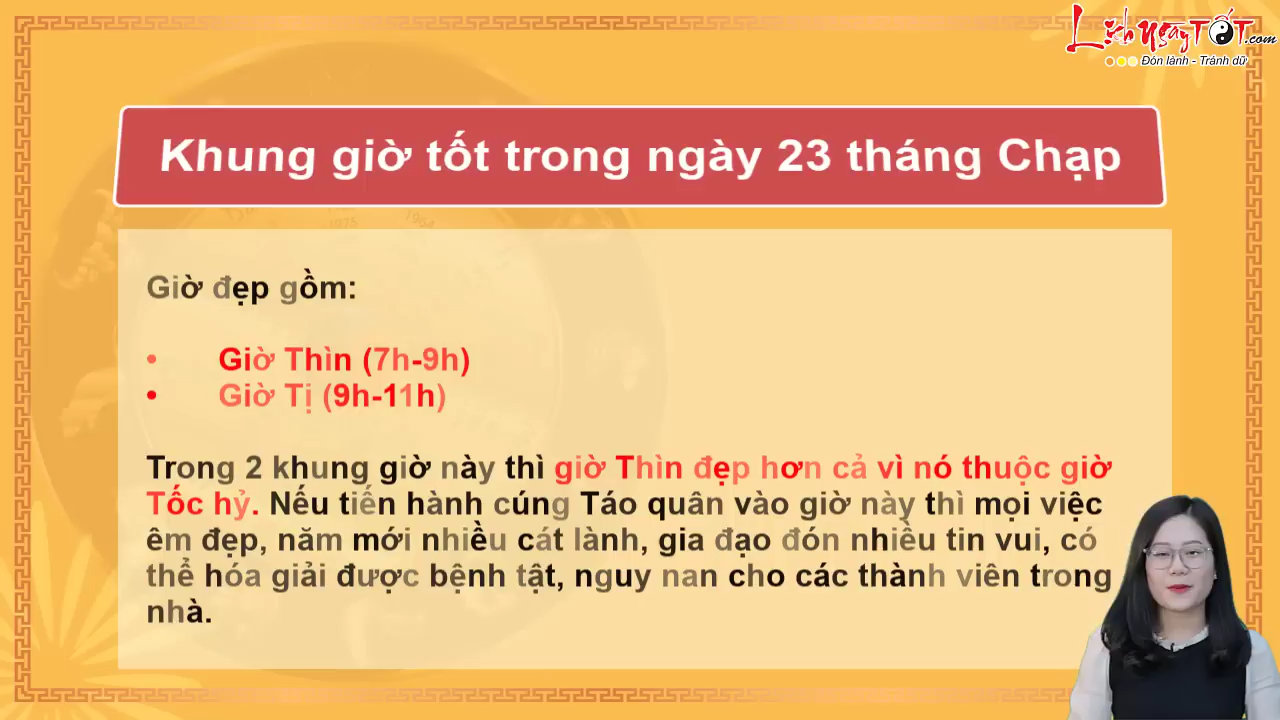 LịchNgàyTỐT.com
Đón lành - Tránh dữ
Khung giờ tốt trong ngày 23 tháng Chạp
Giờ đẹp gồm:
• Giờ Thìn (7h-9h)
• Giờ Tị (9h-11h)
Trong 2 khung giờ này thì giờ Thìn đẹp hơn cả vì nó thuộc giờ
Tốc hỷ. Nếu tiến hành cúng Táo quân vào giờ này thì mọi việc
êm đẹp, năm mới nhiều cát lành, gia đạo đón nhiều tin vui, có
thể hóa giải được bệnh tật, nguy nan cho các thành viên trong
nhà.